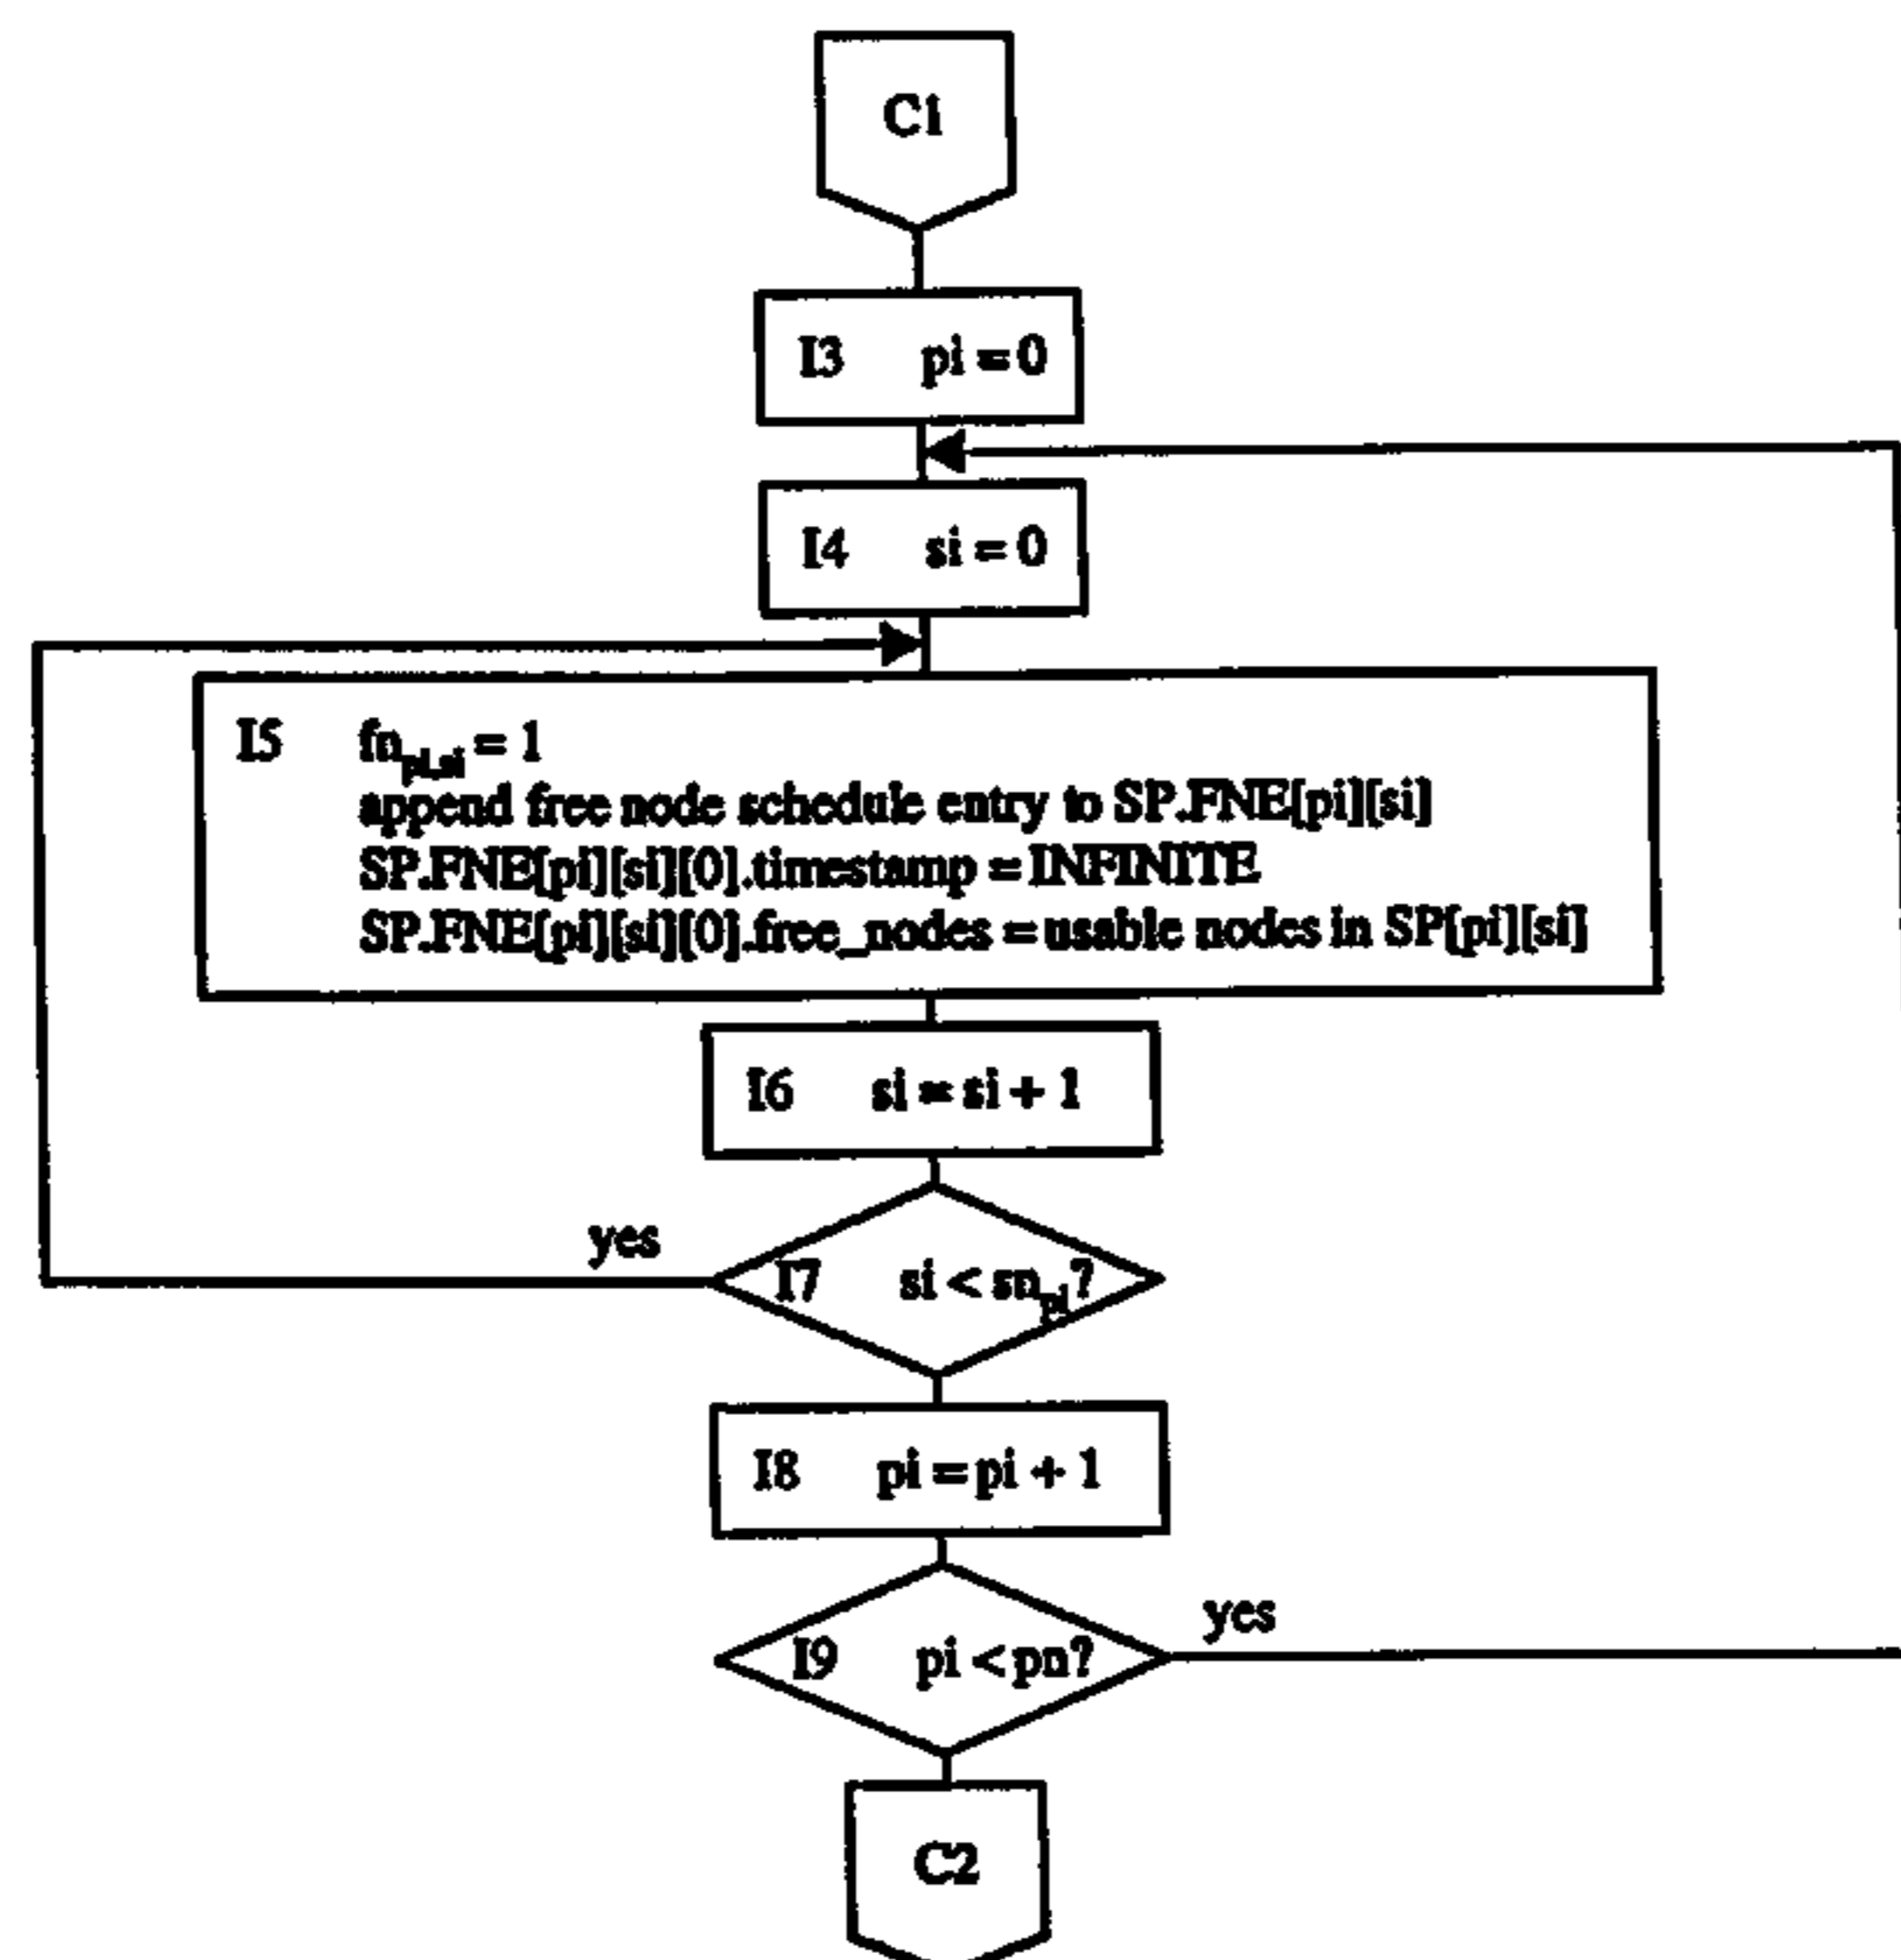 C1
I3 pi = 0
I4 si = 0
I5 fn_pi,si = 1
append free node schedule entry to SP.FNE[pi][si]
SP.FNE[pi][si][0].timestamp = INFINITE
SP.FNE[pi][si][0].free_nodes = usable nodes in SP[pi][si]
I6 si = si + 1
yes
I7 si < sn_pi?
I8 pi = pi + 1
yes
I9 pi < pn?
C2